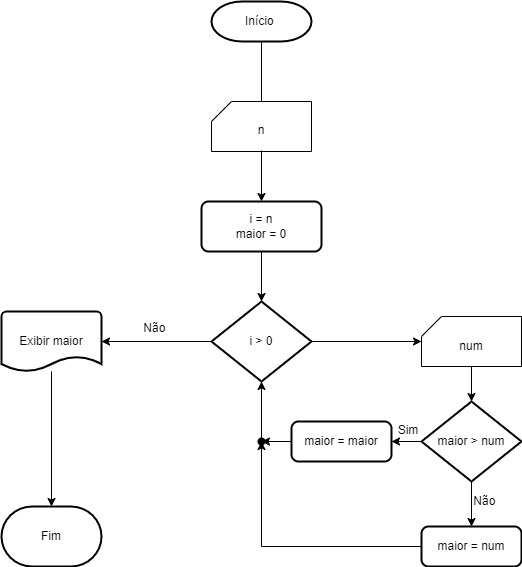 Início
n
i = n
maior = 0
i > 0
Não
Exibir maior
num
maior > num
Sim
maior = maior
Não
maior = num
Fim